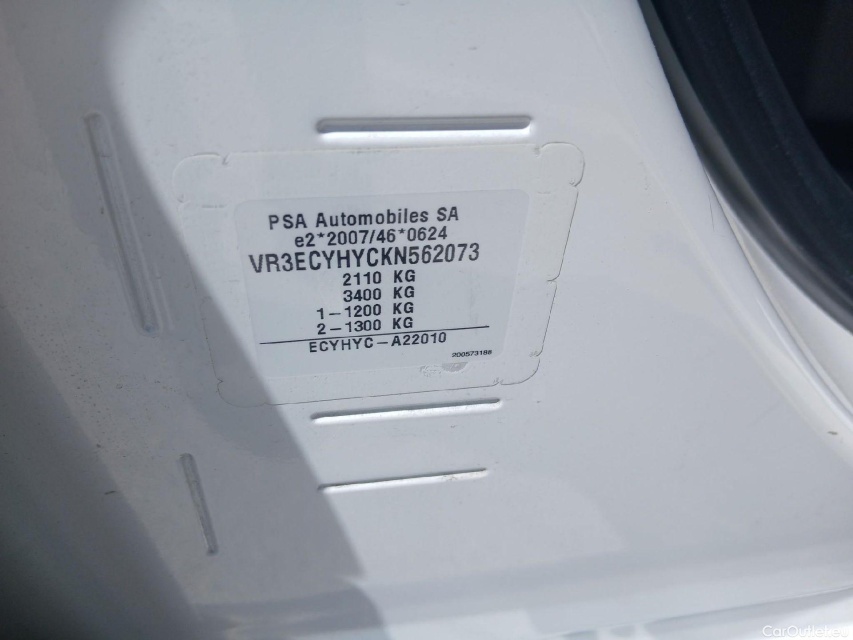 PSA Automobiles SA
e2*2007/46*0624
VR3ECYHYCKN562073
2110 KG
3400 KG
1-1200 KG
2-1300 KG
ECYHYC-A22010
200573188
CarOutlet.eu